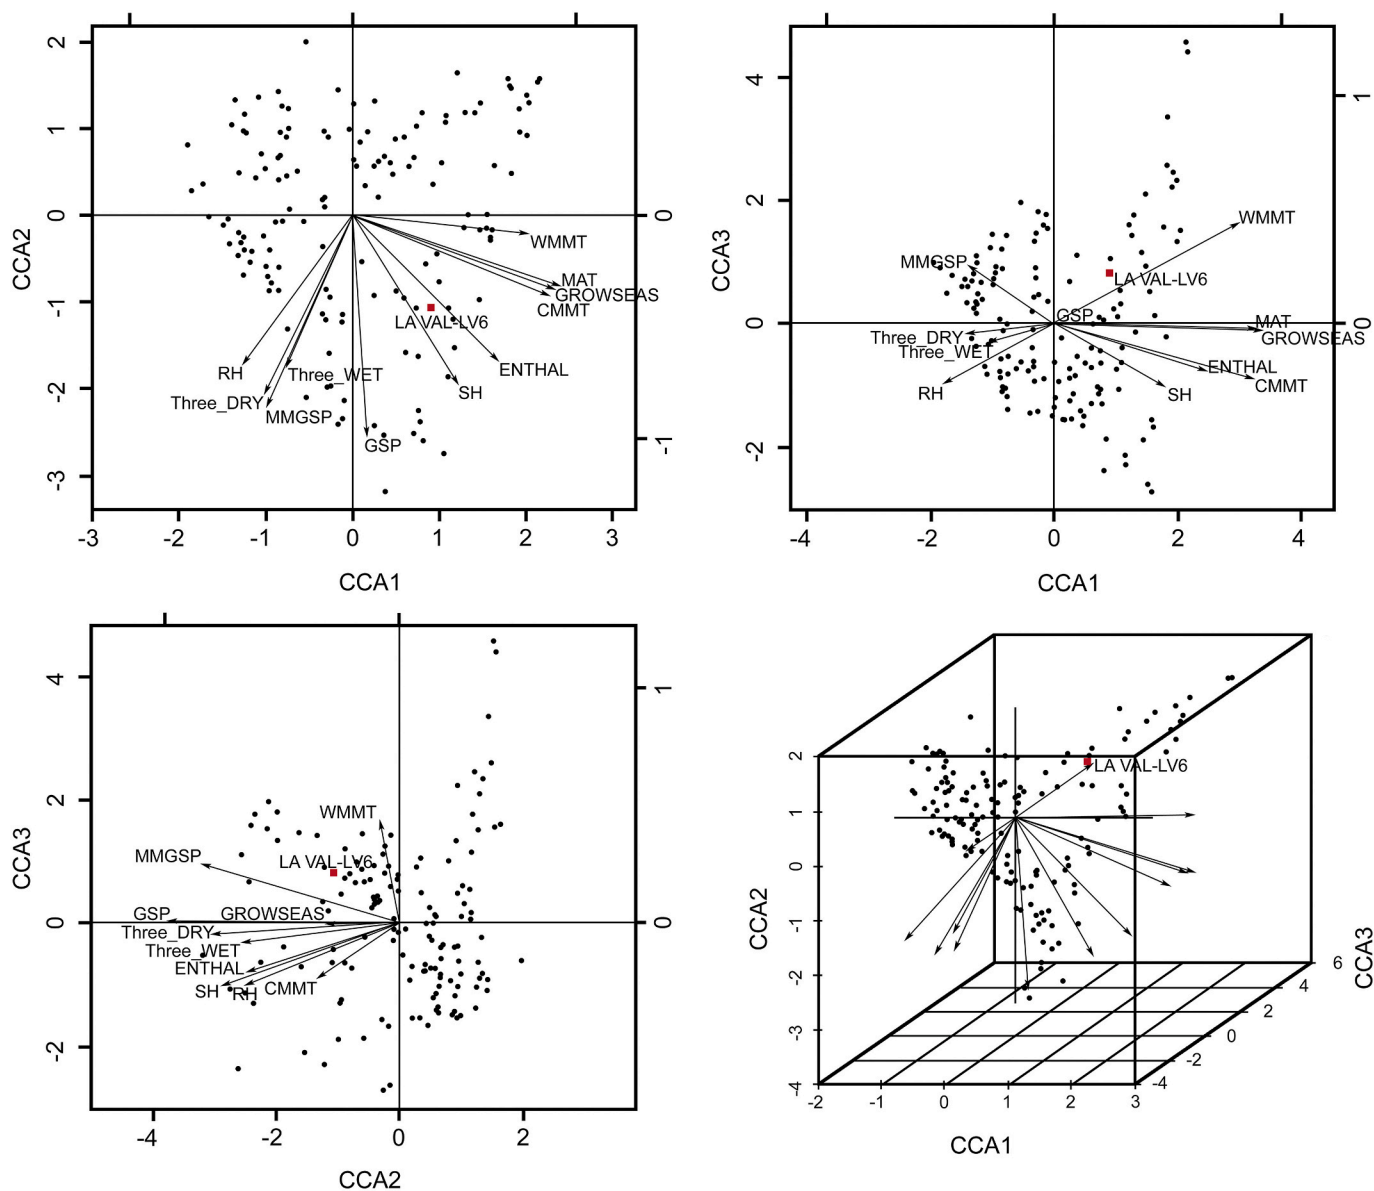 2
1
0
-1
-2
-3
CCA2
-3
-2
-1
0
1
2
3
CCA1
0
-1
WMMT
MAT
GROWSEAS
CMMT
LA VAL-LV6
ENTHAL
SH
RH
Three_WET
Three_DRY
MMGSP
GSP
4
2
0
-2
CCA3
-4
-2
0
2
4
CCA1
1
0
WMMT
MMGSP
LA VAL-LV6
GSP
MAT
Three_DRY
GROWSEAS
Three_WET
ENTHAL
RH
SH
CMMT
4
2
0
-2
CCA3
-4
-2
0
2
CCA2
1
0
WMMT
MMGSP
LA VAL-LV6
GSP
GROWSEAS
Three_DRY
Three_WET
ENTHAL
SH
RH
CMMT
2
1
0
-1
-2
-3
-4
CCA2
-2
-1
0
1
2
3
CCA1
-4
-2
0
2
4
6
CCA3
LA VAL-LV6